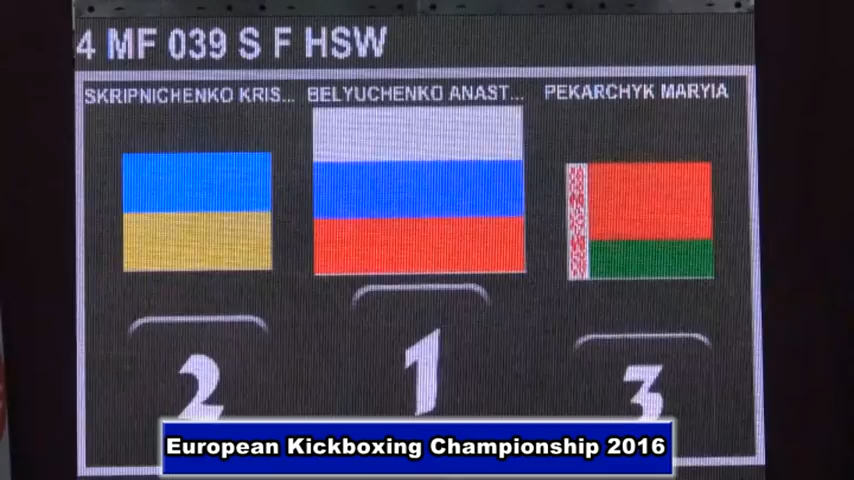 4 MF 039 S F HSW
SKRIPNICHENKO KRIS... BELYUCHENKO ANAST... PEKARCHYK MARYIA
2 1 3
European Kickboxing Championship 2016